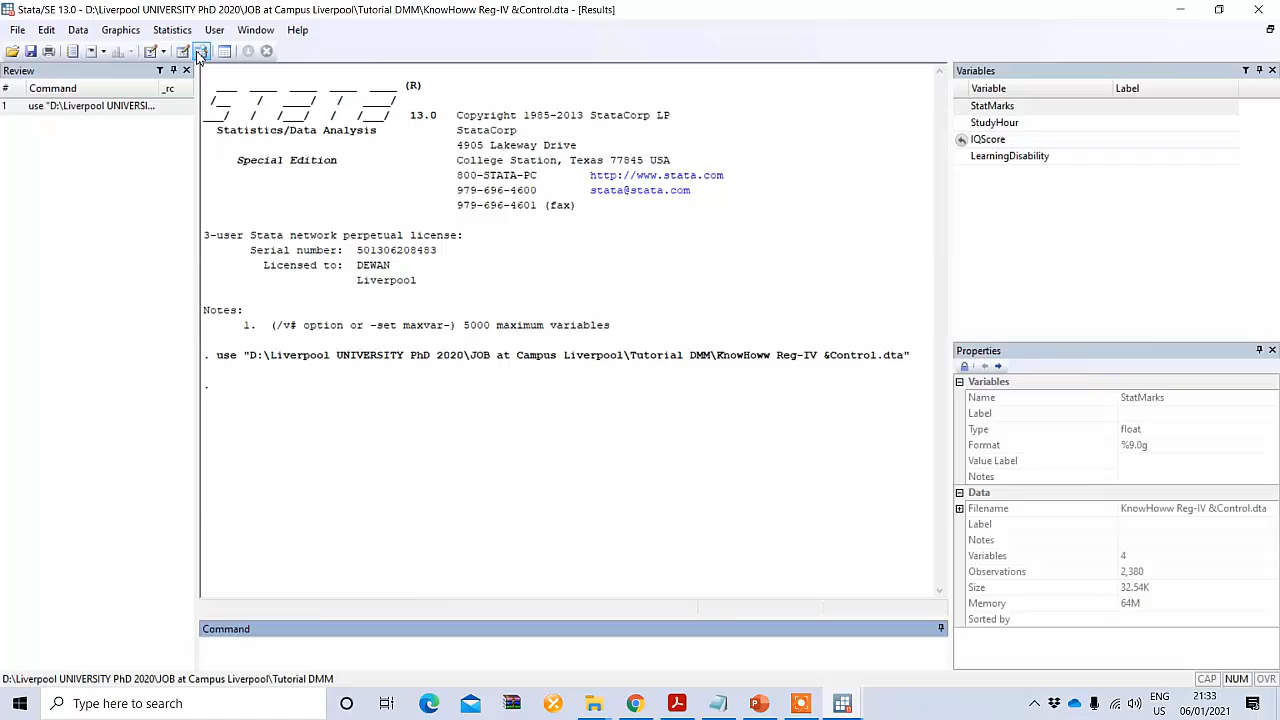 Stata/SE 13.0 - D:\Liverpool UNIVERSITY PhD 2020\JOB at Campus Liverpool\Tutorial DMM\KnowHoww Reg-IV &Control.dta - [Results]
File Edit Data Graphics Statistics User Window Help
Review
# Command _rc
1 use "D:\Liverpool UNIVERSI...
(R)
13.0 Copyright 1985-2013 StataCorp LP
Statistics/Data Analysis StataCorp
4905 Lakeway Drive
Special Edition College Station, Texas 77845 USA
800-STATA-PC http://www.stata.com
979-696-4600 stata@stata.com
979-696-4601 (fax)
3-user Stata network perpetual license:
Serial number: 501306208483
Licensed to: DEWAN
Liverpool
Notes:
1. (/v# option or -set maxvar-) 5000 maximum variables
. use "D:\Liverpool UNIVERSITY PhD 2020\JOB at Campus Liverpool\Tutorial DMM\KnowHoww Reg-IV &Control.dta"
.
Command
Variables
Variable Label
StatMarks
StudyHour
IQScore
LearningDisability
Properties
Variables
Name StatMarks
Label
Type float
Format %9.0g
Value Label
Notes
Data
Filename KnowHoww Reg-IV &Control.dta
Label
Notes
Variables 4
Observations 2,380
Size 32.54K
Memory 64M
Sorted by
D:\Liverpool UNIVERSITY PhD 2020\JOB at Campus Liverpool\Tutorial DMM
CAP NUM OVR
Type here to search
ENG 21:33
US 06/01/2021